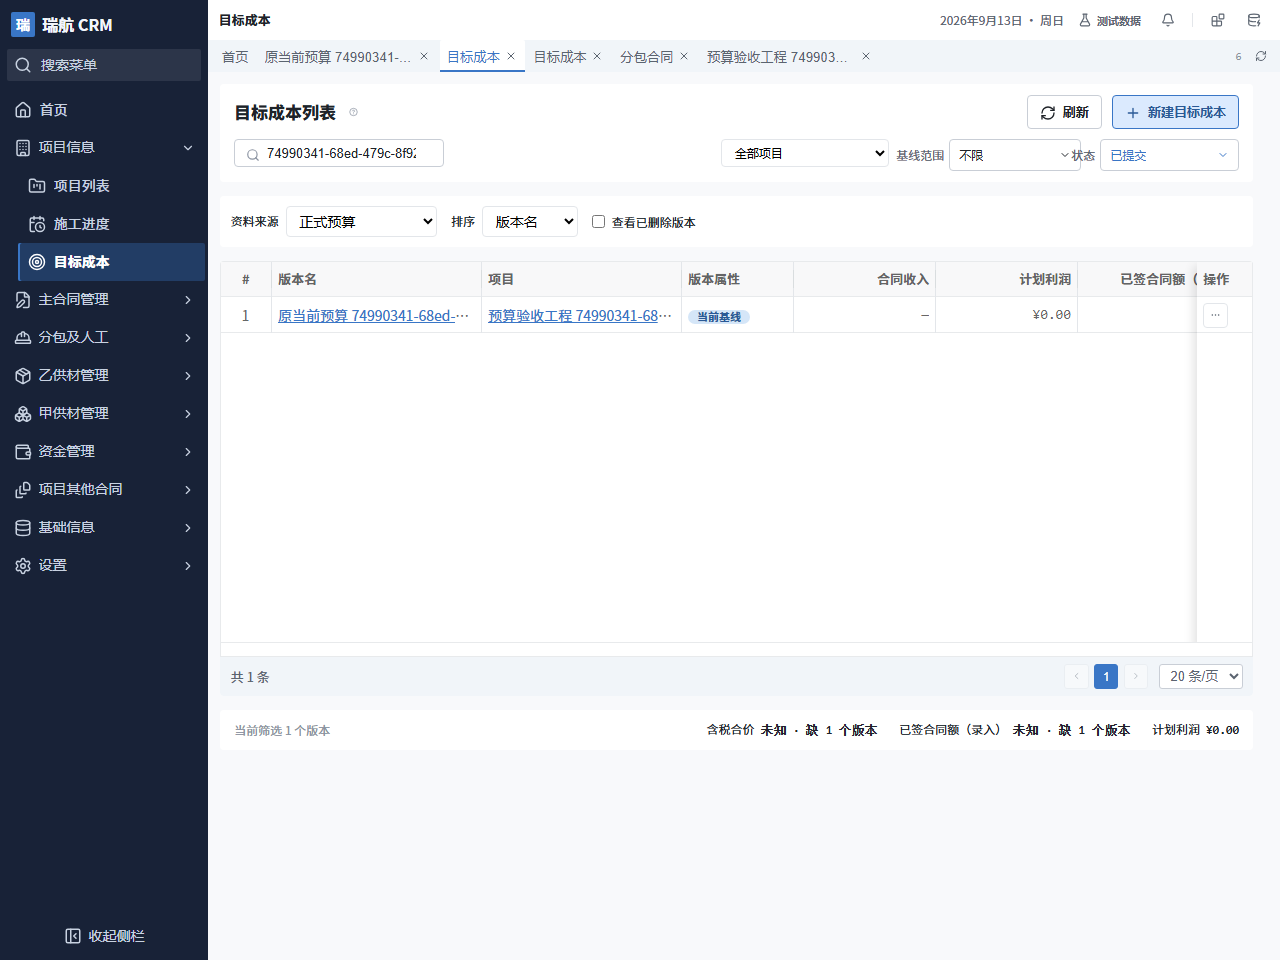 瑞 瑞航 CRM
搜索菜单
首页
项目信息
项目列表
施工进度
目标成本
主合同管理
分包及人工
乙供材管理
甲供材管理
资金管理
项目其他合同
基础信息
设置
收起侧栏
目标成本
2026年9月13日 · 周日 测试数据
首页 原当前预算 74990341-... 目标成本 目标成本 分包合同 预算验收工程 749903... 6
目标成本列表
刷新 + 新建目标成本
74990341-68ed-479c-8f92 全部项目 基线范围 不限 状态 已提交
资料来源 正式预算 排序 版本名 查看已删除版本
# 版本名 项目 版本属性 合同收入 计划利润 已签合同额 ( 操作
1 原当前预算 74990341-68ed-··· 预算验收工程 74990341-68··· 当前基线 — ¥0.00 ···
共 1 条 1 20 条/页
当前筛选 1 个版本 含税合价 未知 · 缺 1 个版本 已签合同额（录入） 未知 · 缺 1 个版本 计划利润 ¥0.00